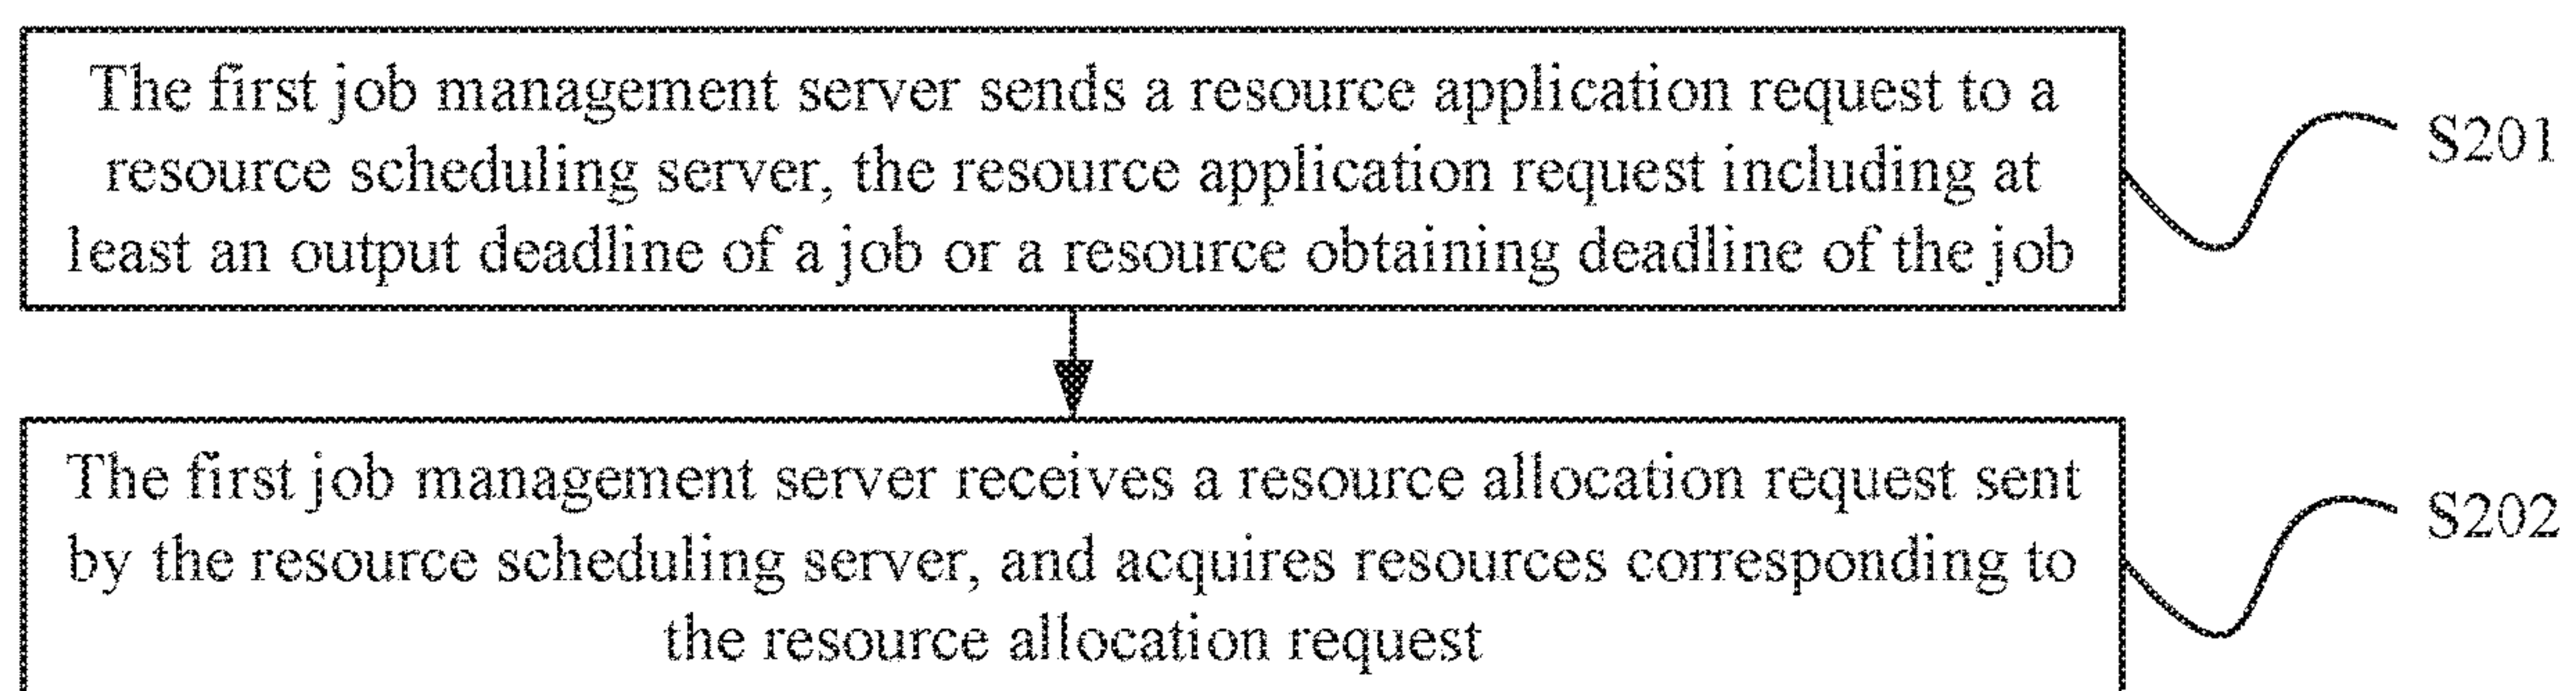 The first job management server sends a resource application request to a
resource scheduling server, the resource application request including at
least an output deadline of a job or a resource obtaining deadline of the job
S201
The first job management server receives a resource allocation request sent
by the resource scheduling server, and acquires resources corresponding to
the resource allocation request
S202